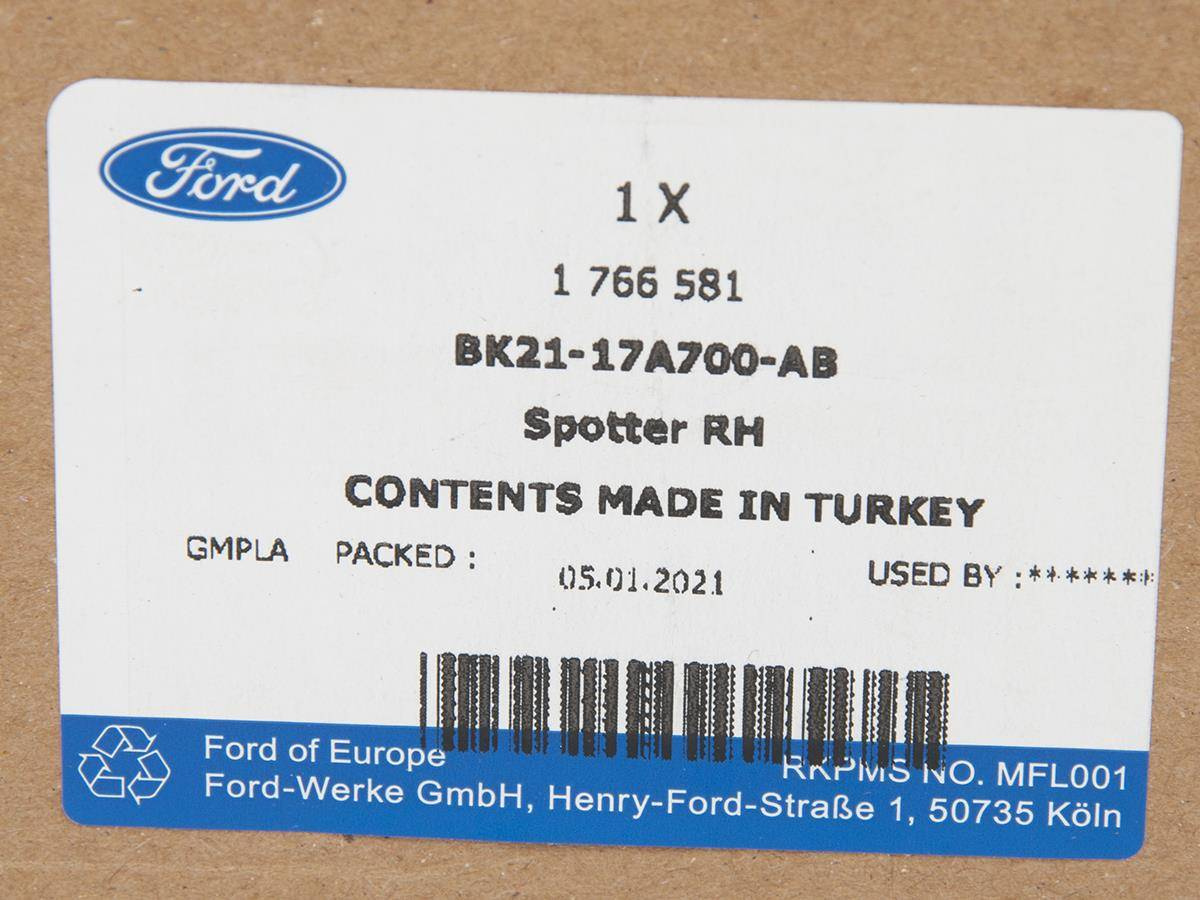 Ford
1 X
1 766 581
BK21-17A700-AB
Spotter RH
CONTENTS MADE IN TURKEY
GMPLA PACKED : 05.01.2021 USED BY :*******
Ford of Europe RKPMS NO. MFL001
Ford-Werke GmbH, Henry-Ford-Straße 1, 50735 Köln